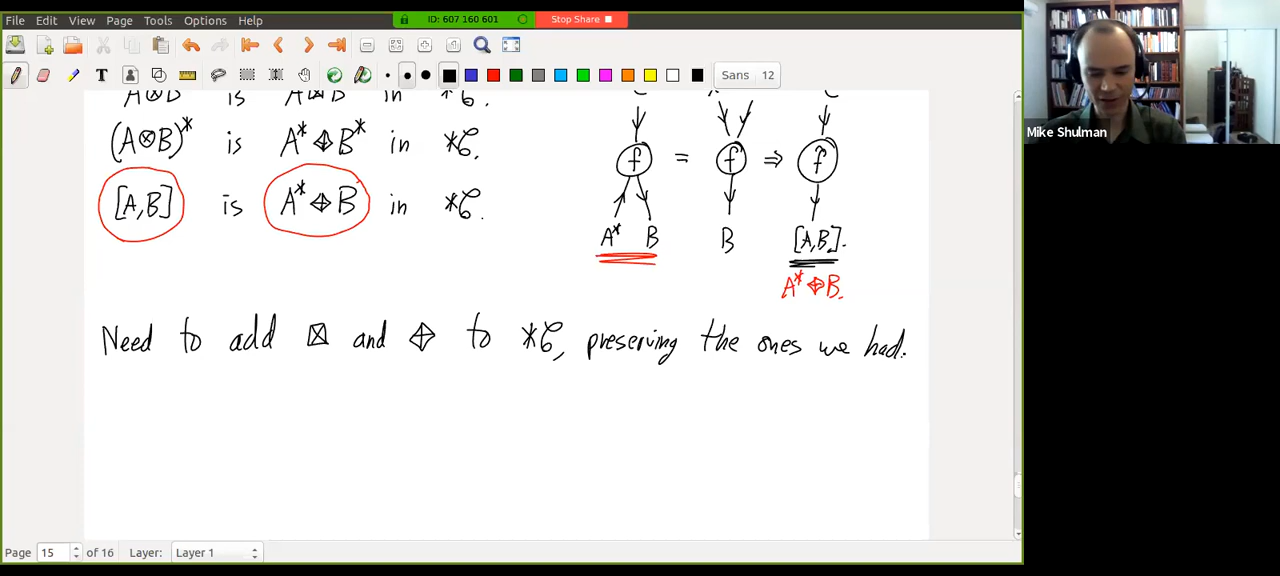 File Edit View Page Tools Options Help
ID: 607 160 601
Stop Share
Sans 12
A⊗B is A⊠B in *𝒞.
(A⊗B)* is A* ⟴ B* in *𝒞.
[A,B] is A* ⟴ B in *𝒞.
f = f ⇒ f
A* B B [A,B].
A* ⟴ B.
Need to add ⊠ and ⟴ to *𝒞, preserving the ones we had.
Mike Shulman
Page 15 of 16 Layer: Layer 1